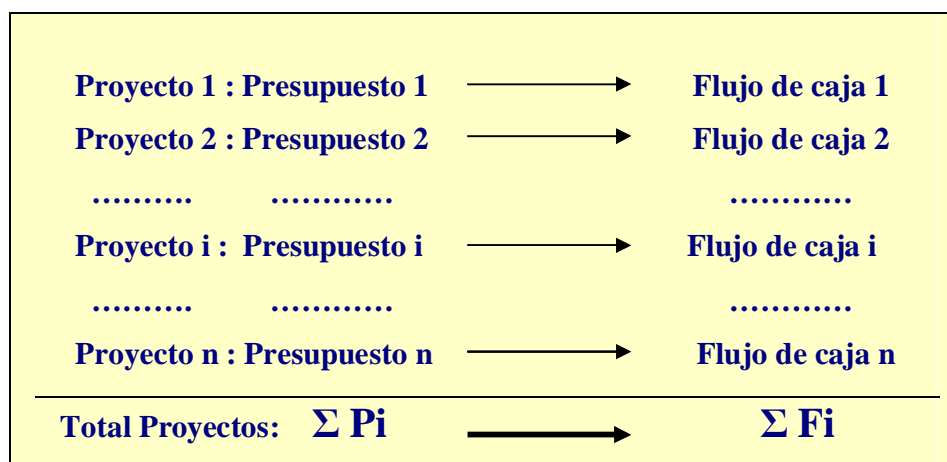 Proyecto 1 : Presupuesto 1 Flujo de caja 1
Proyecto 2 : Presupuesto 2 Flujo de caja 2
………. ………… …………
Proyecto i : Presupuesto i Flujo de caja i
………. ………… …………
Proyecto n : Presupuesto n Flujo de caja n
Total Proyectos: Σ Pi Σ Fi